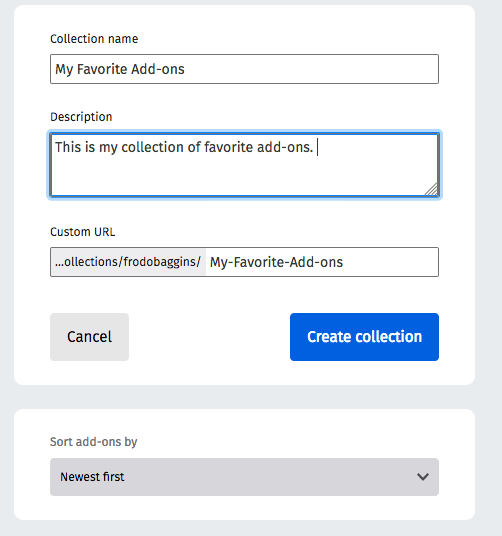 Collection name
My Favorite Add-ons
Description
This is my collection of favorite add-ons.
Custom URL
...ollections/frodobaggins/ My-Favorite-Add-ons
Cancel Create collection
Sort add-ons by
Newest first